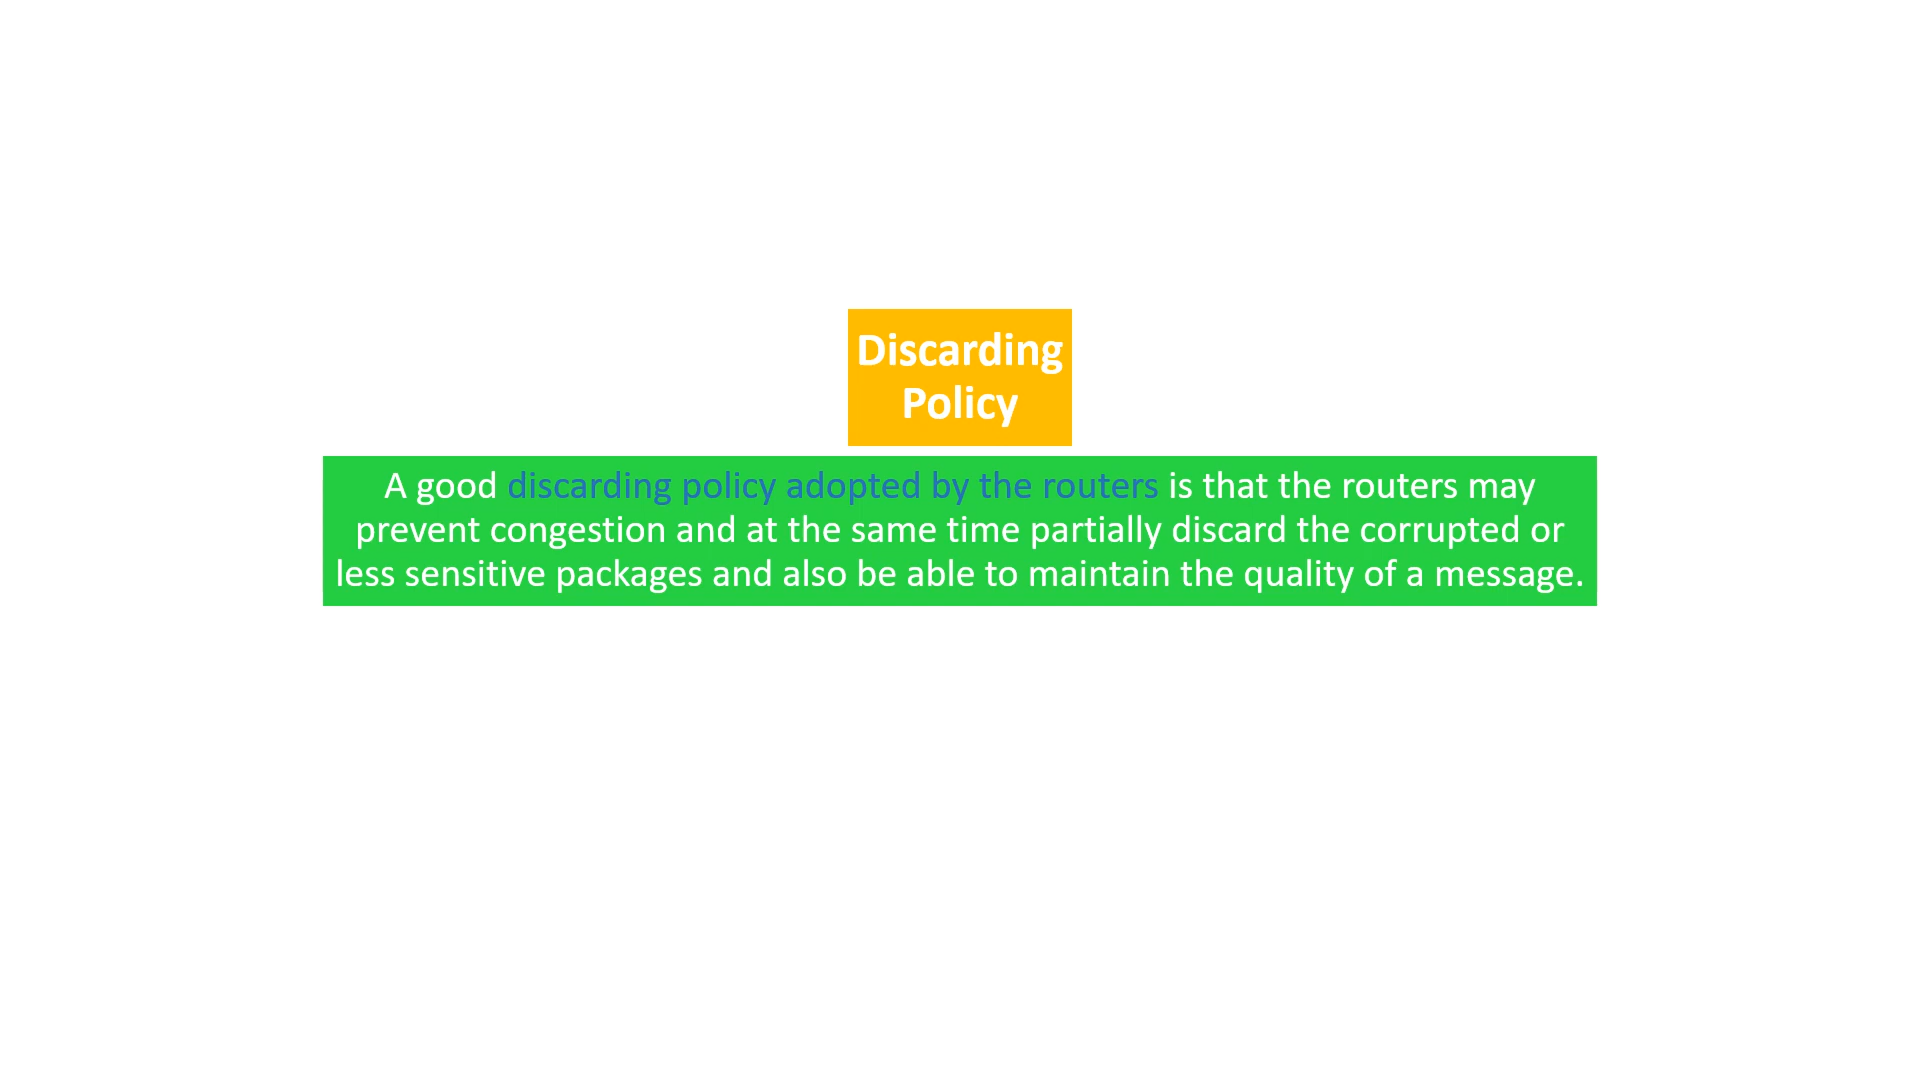 Discarding
Policy
A good discarding policy adopted by the routers is that the routers may
prevent congestion and at the same time partially discard the corrupted or
less sensitive packages and also be able to maintain the quality of a message.